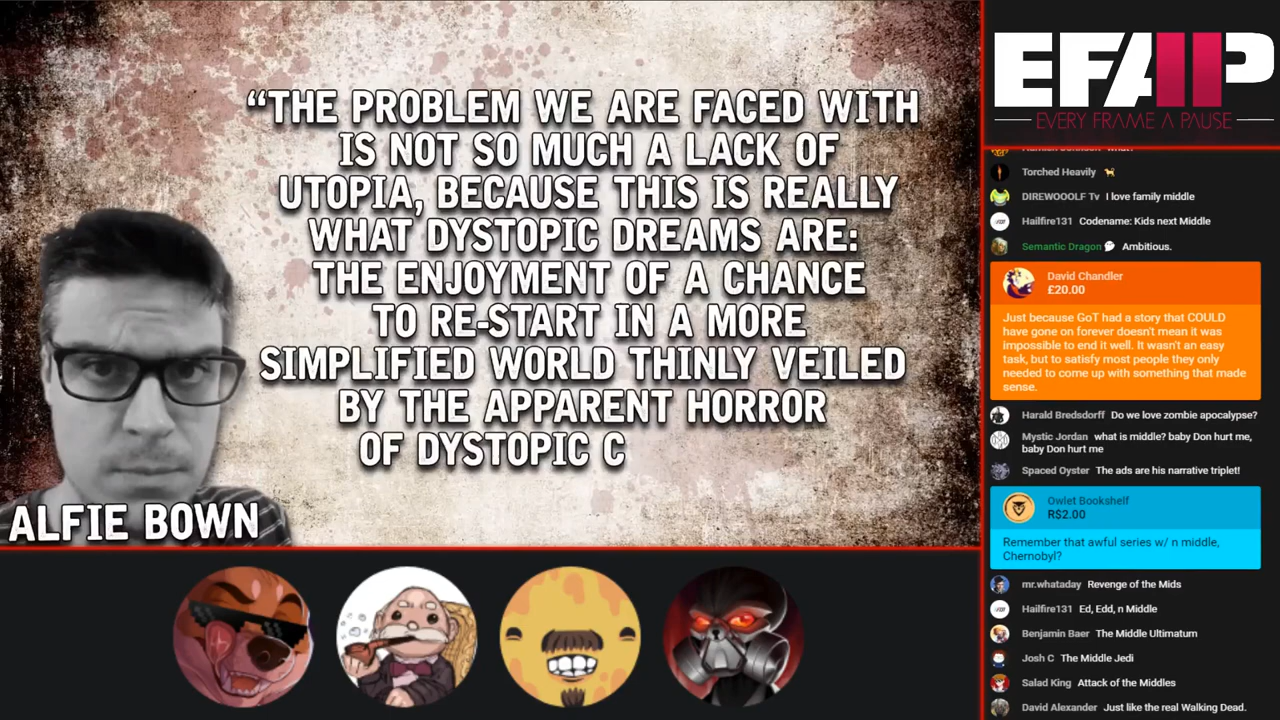 “THE PROBLEM WE ARE FACED WITH
IS NOT SO MUCH A LACK OF
UTOPIA, BECAUSE THIS IS REALLY
WHAT DYSTOPIC DREAMS ARE:
THE ENJOYMENT OF A CHANCE
TO RE-START IN A MORE
SIMPLIFIED WORLD THINLY VEILED
BY THE APPARENT HORROR
OF DYSTOPIC C
ALFIE BOWN
EFAP
EVERY FRAME A PAUSE
Torched Heavily
DIREWOOOLF Tv I love family middle
Hailfire131 Codename: Kids next Middle
Semantic Dragon Ambitious.
David Chandler
£20.00
Just because GoT had a story that COULD
have gone on forever doesn't mean it was
impossible to end it well. It wasn't an easy
task, but to satisfy most people they only
needed to come up with something that made
sense.
Harald Bredsdorff Do we love zombie apocalypse?
Mystic Jordan what is middle? baby Don hurt me,
baby Don hurt me
Spaced Oyster The ads are his narrative triplet!
Owlet Bookshelf
R$2.00
Remember that awful series w/ n middle,
Chernobyl?
mr.whataday Revenge of the Mids
Hailfire131 Ed, Edd, n Middle
Benjamin Baer The Middle Ultimatum
Josh C The Middle Jedi
Salad King Attack of the Middles
David Alexander Just like the real Walking Dead.